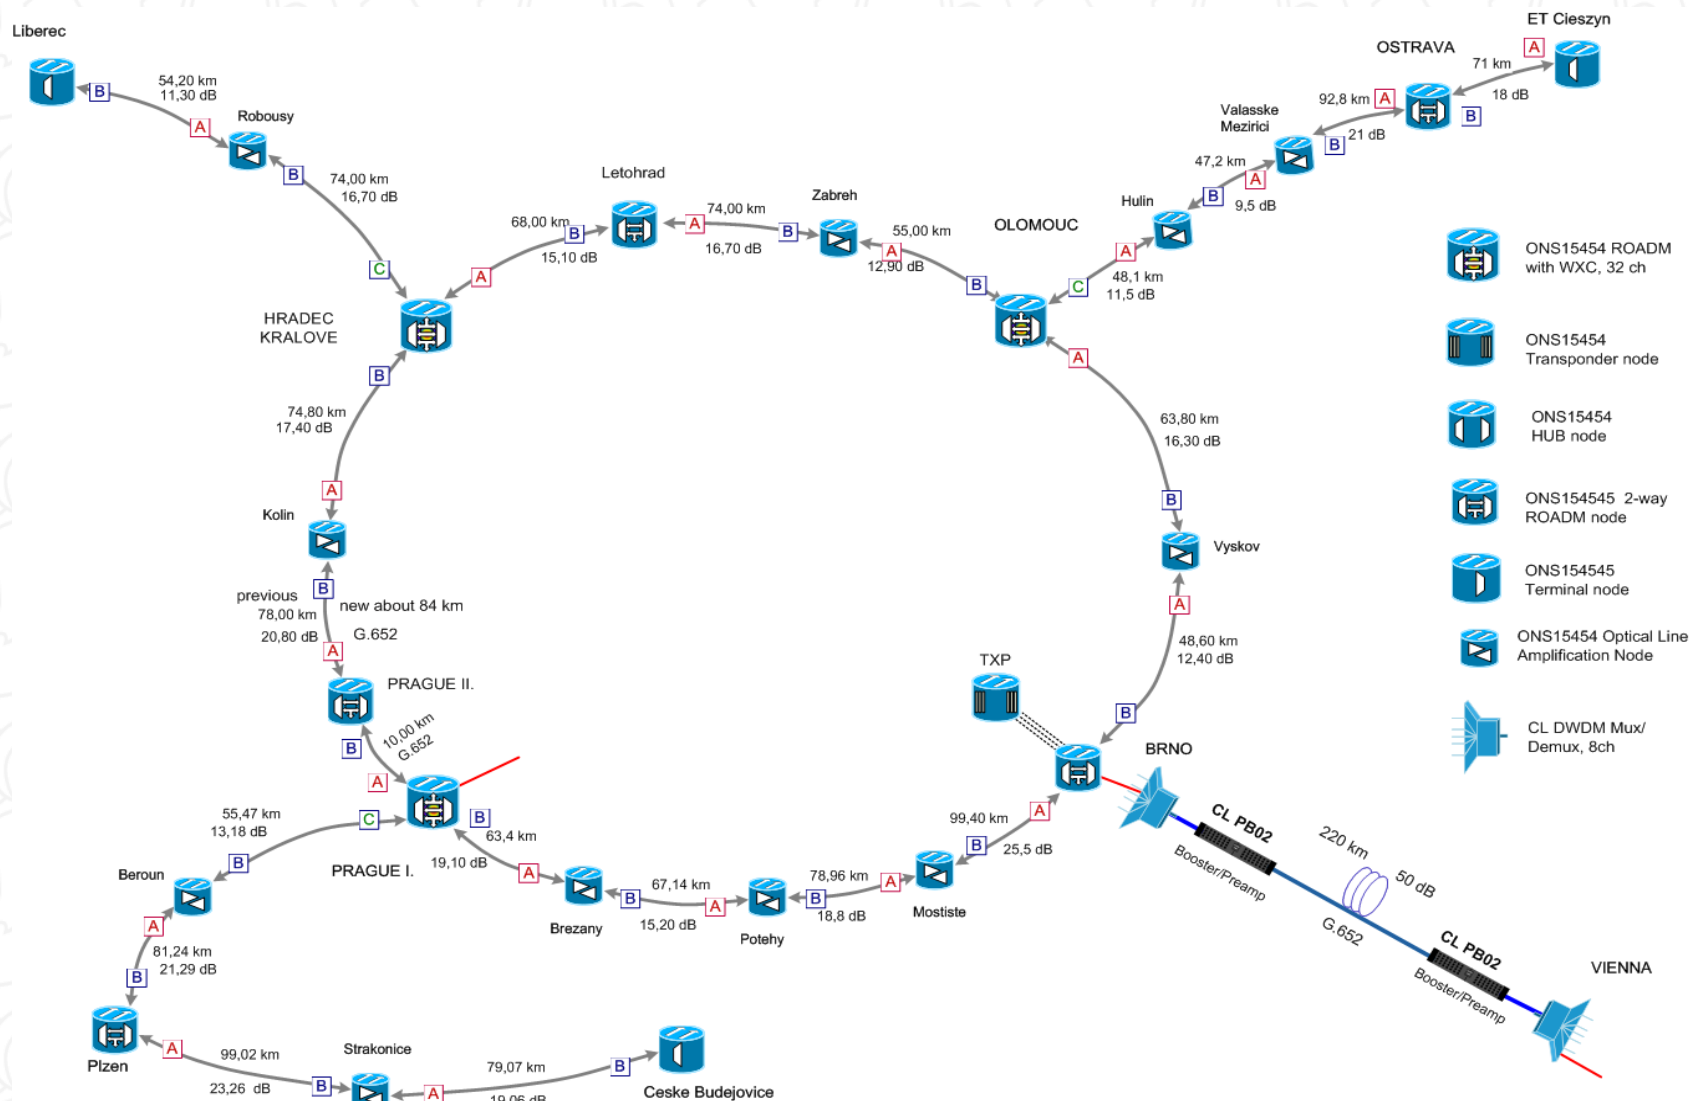 Liberec
B
54,20 km
11,30 dB
A
Robousy
B
74,00 km
16,70 dB
C
HRADEC
KRALOVE
A
68,00 km
B
15,10 dB
Letohrad
A
74,00 km
B
16,70 dB
Zabreh
A
55,00 km
12,90 dB
B
OLOMOUC
C
A
48,1 km
11,5 dB
Hulin
B
47,2 km
A
9,5 dB
Valasske
Mezirici
B
92,8 km
A
21 dB
OSTRAVA
B
71 km
18 dB
A
ET Cieszyn
A
63,80 km
16,30 dB
B
Vyskov
A
48,60 km
12,40 dB
B
TXP
BRNO
B
74,80 km
17,40 dB
A
Kolin
B
previous
78,00 km
20,80 dB
new about 84 km
G.652
A
PRAGUE II.
B
10,00 km
G.652
A
PRAGUE I.
C
55,47 km
13,18 dB
B
Beroun
A
81,24 km
21,29 dB
B
Plzen
A
99,02 km
23,26 dB
B
Strakonice
A
79,07 km
19,06 dB
B
Ceske Budejovice
B
63,4 km
19,10 dB
A
Brezany
B
67,14 km
15,20 dB
A
Potehy
B
78,96 km
18,8 dB
A
Mostiste
B
99,40 km
25,5 dB
A
CL PB02
Booster/Preamp
220 km
50 dB
G.652
CL PB02
Booster/Preamp
VIENNA
ONS15454 ROADM
with WXC, 32 ch
ONS15454
Transponder node
ONS15454
HUB node
ONS154545 2-way
ROADM node
ONS154545
Terminal node
ONS15454 Optical Line
Amplification Node
CL DWDM Mux/
Demux, 8ch